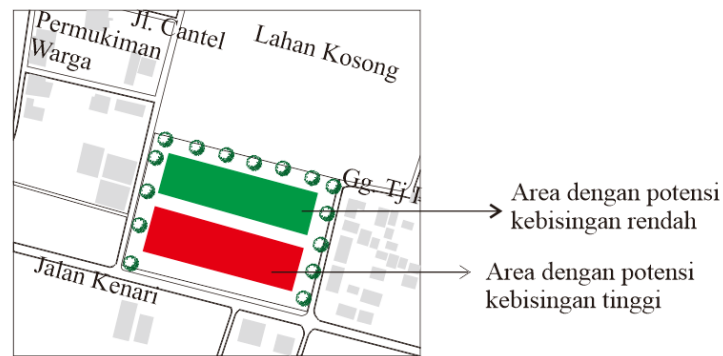 Jl. Cantel
Permukiman
Warga
Lahan Kosong
Gg. Tj
Area dengan potensi
kebisingan rendah
Area dengan potensi
kebisingan tinggi
Jalan Kenari